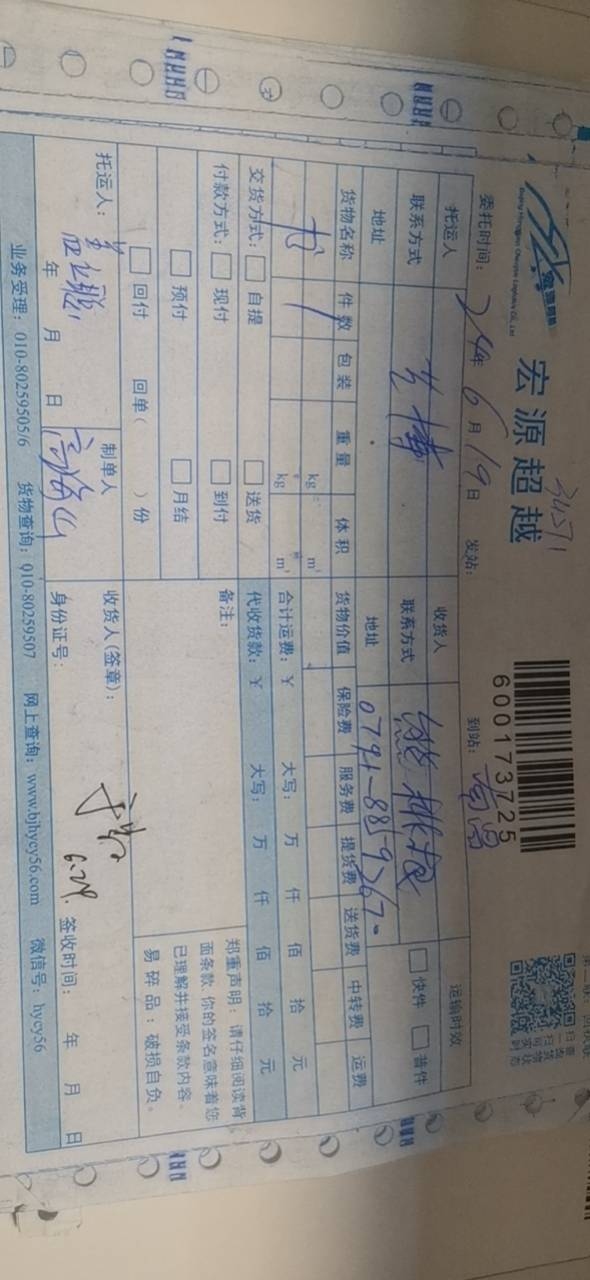 宏源超越
34571
600173725
委托时间：24年6月19日 发站： 到站：南昌
托运人 收货人 运输时效
联系方式 联系方式 快件 普件
地址 地址 0791-8859267
货物名称 件数 包装 重量 体积 货物价值 保险费 服务费 提货费 送货费 中转费 运费
书 1 kg m³
kg m³ 合计运费：￥ 大写： 万 仟 佰 拾 元
交货方式： 自提 送货 代收货款：￥ 大写： 万 仟 佰 拾 元
付款方式： 现付 到付 备注：
预付 月结
回付 回单（ ）份
郑重声明：请仔细阅读背
面条款 你的签名意味着您
已理解并接受条款内容。
易碎品：破损自负。
托运人： 制单人 收货人(签章)：
年 月 日 身份证号： 6.29. 签收时间： 年 月 日
业务受理：010-80259505/6 货物查询：010-80259507 网上查询：www.bjhycy56.com 微信号：hycy56